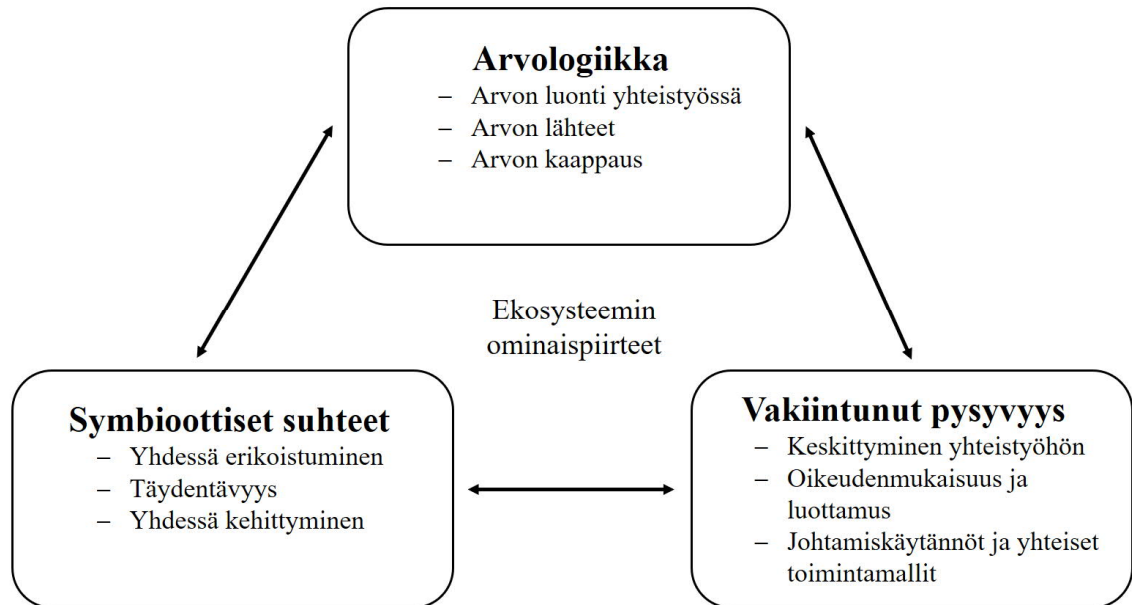 Arvologiikka
– Arvon luonti yhteistyössä
– Arvon lähteet
– Arvon kaappaus
Ekosysteemin
ominaispiirteet
Symbioottiset suhteet
– Yhdessä erikoistuminen
– Täydentävyys
– Yhdessä kehittyminen
Vakiintunut pysyvyys
– Keskittyminen yhteistyöhön
– Oikeudenmukaisuus ja
luottamus
– Johtamiskäytännöt ja yhteiset
toimintamallit